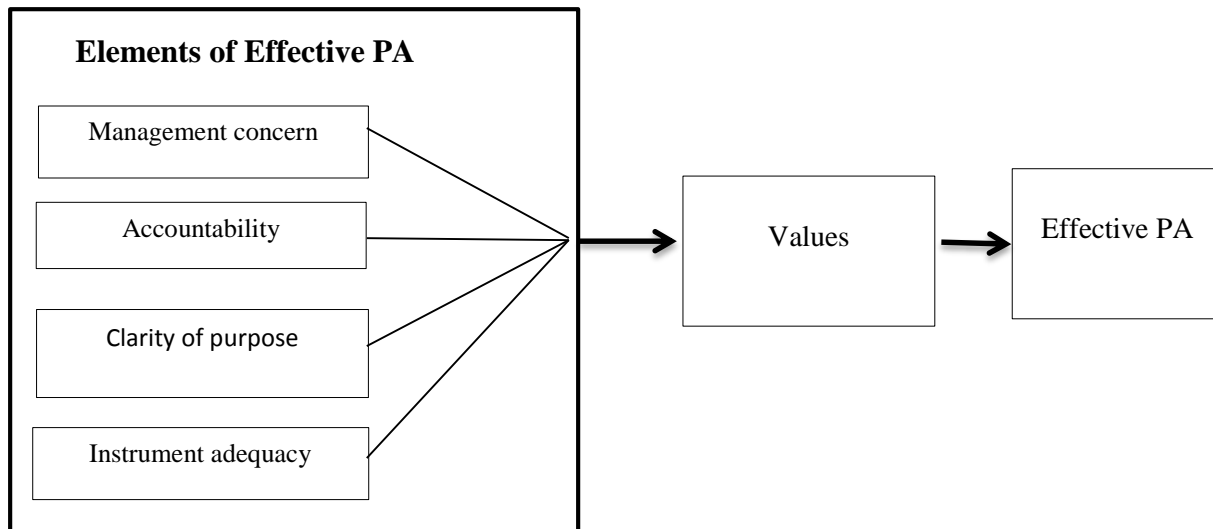 Elements of Effective PA
Management concern
Accountability
Clarity of purpose
Instrument adequacy
Values
Effective PA